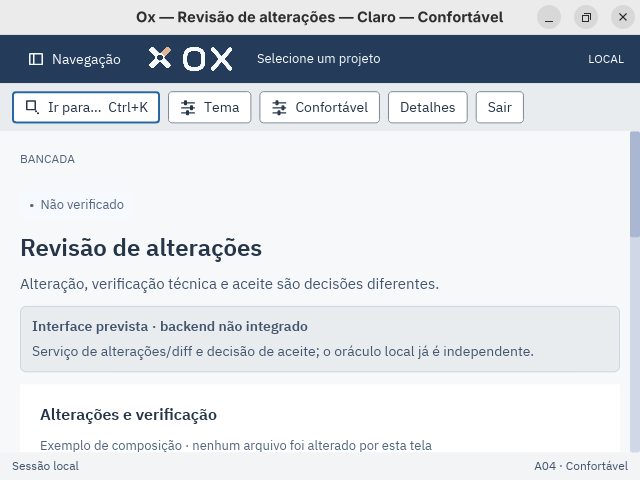 Ox — Revisão de alterações — Claro — Confortável
Navegação
OX
Selecione um projeto
LOCAL
Ir para... Ctrl+K
Tema
Confortável
Detalhes
Sair
BANCADA
• Não verificado
Revisão de alterações
Alteração, verificação técnica e aceite são decisões diferentes.
Interface prevista · backend não integrado
Serviço de alterações/diff e decisão de aceite; o oráculo local já é independente.
Alterações e verificação
Exemplo de composição · nenhum arquivo foi alterado por esta tela
Sessão local
A04 · Confortável